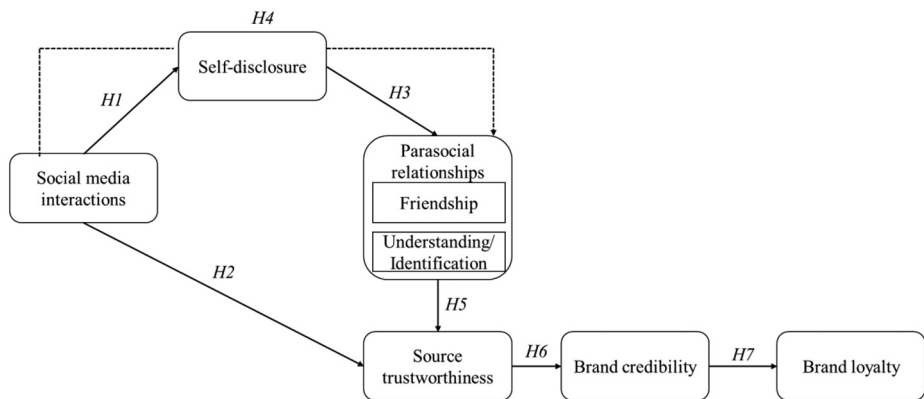 H4
Self-disclosure
H1
H3
Parasocial
relationships
Social media
interactions
Friendship
Understanding/
Identification
H2
H5
Source
trustworthiness
H6
Brand credibility
H7
Brand loyalty